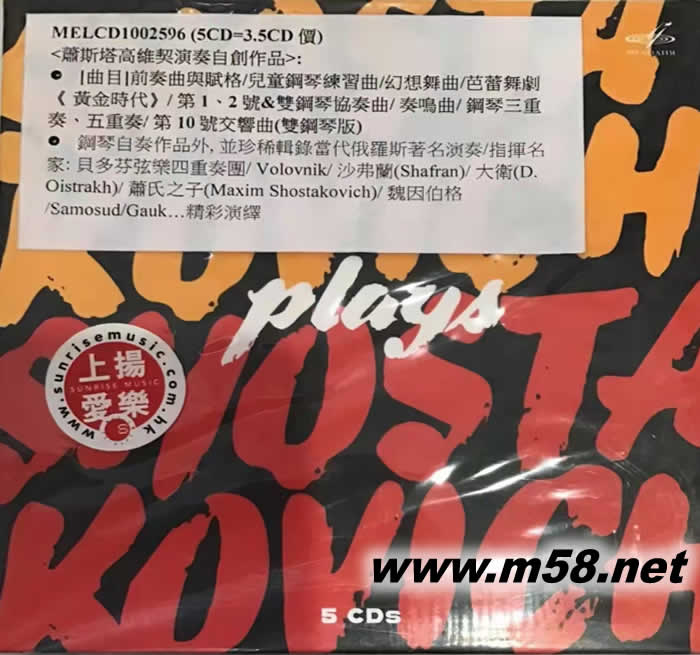 MELCD1002596 (5CD=3.5CD 價)
<蕭斯塔高維契演奏自創作品>:
● [曲目]前奏曲與賦格/兒童鋼琴練習曲/幻想舞曲/芭蕾舞劇
《 黃金時代》/ 第 1、2 號&雙鋼琴協奏曲/ 奏鳴曲/ 鋼琴三重
奏、五重奏/ 第 10 號交響曲(雙鋼琴版)
● 鋼琴自奏作品外, 並珍稀輯錄當代俄羅斯著名演奏/指揮名
家: 貝多芬弦樂四重奏團/ Volovnik/ 沙弗蘭(Shafran)/ 大衛(D.
Oistrakh)/ 蕭氏之子(Maxim Shostakovich)/ 魏因伯格
/Samosud/Gauk…精彩演繹
KOVICH
plays
SHOSTA
KOVICH
www.sunrisemusic.com.hk
上揚
SUNRISE MUSIC
愛樂
S
www.m58.net
5 CDs